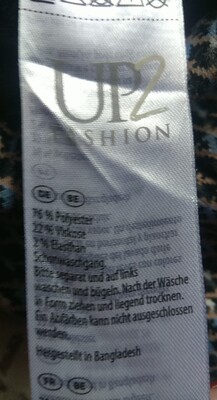 UP2
FASHION
DE BE
76 % Polyester
22 % Viskose
2 % Elasthan
Schonwaschgang.
Bitte separat und auf links
waschen und bügeln. Nach der Wäsche
in Form ziehen und liegend trocknen.
Ein Abfärben kann nicht ausgeschlossen
werden.
Hergestellt in Bangladesh
FR BE